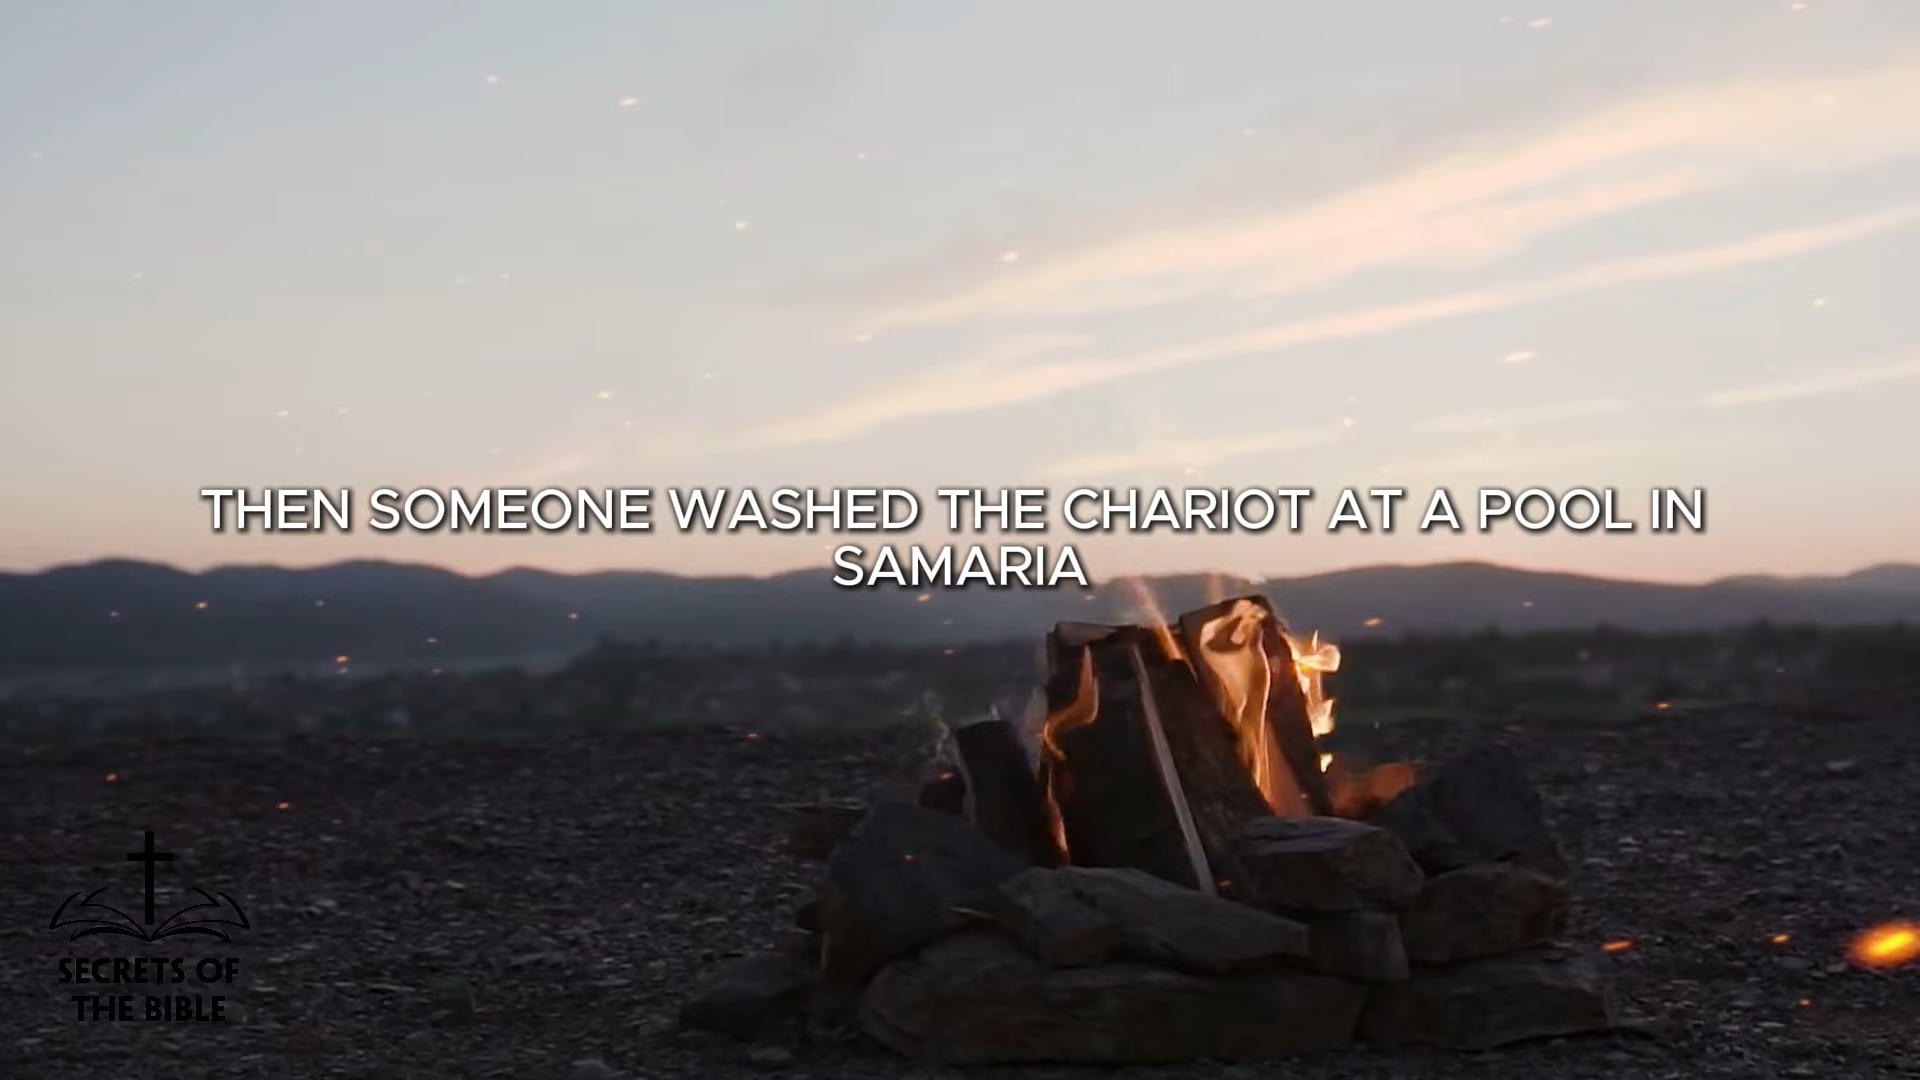 THEN SOMEONE WASHED THE CHARIOT AT A POOL IN
SAMARIA
SECRETS OF
THE BIBLE